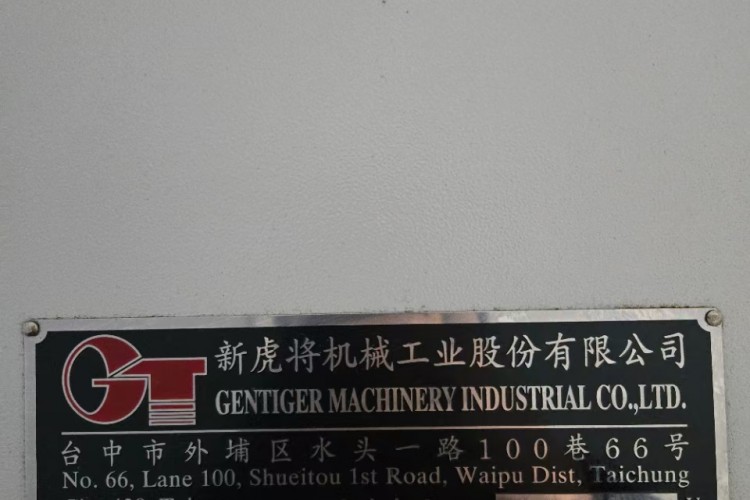 GT 新虎将机械工业股份有限公司
GENTIGER MACHINERY INDUSTRIAL CO.,LTD.
台中市外埔区水头一路100巷66号
No. 66, Lane 100, Shueitou 1st Road, Waipu Dist, Taichung